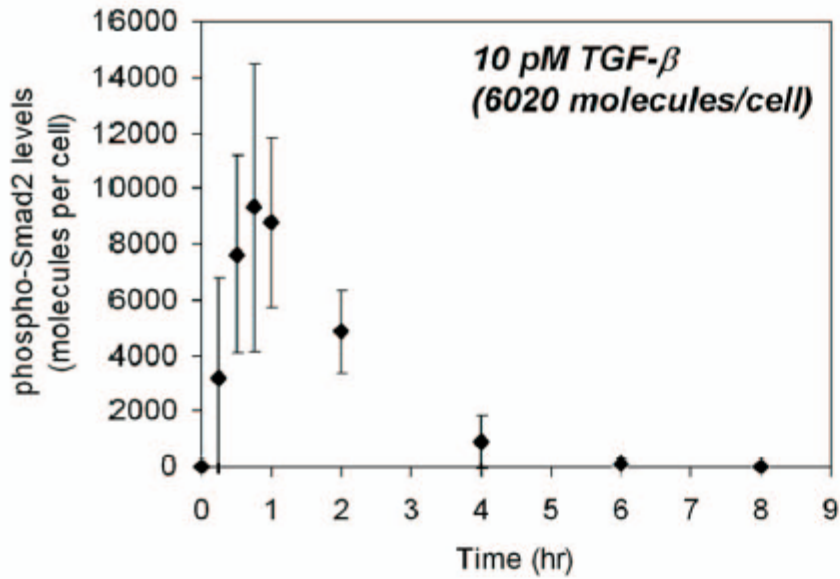 16000
14000
12000
10000
8000
6000
4000
2000
0
phospho-Smad2 levels
(molecules per cell)
10 pM TGF-β
(6020 molecules/cell)
0 1 2 3 4 5 6 7 8 9
Time (hr)